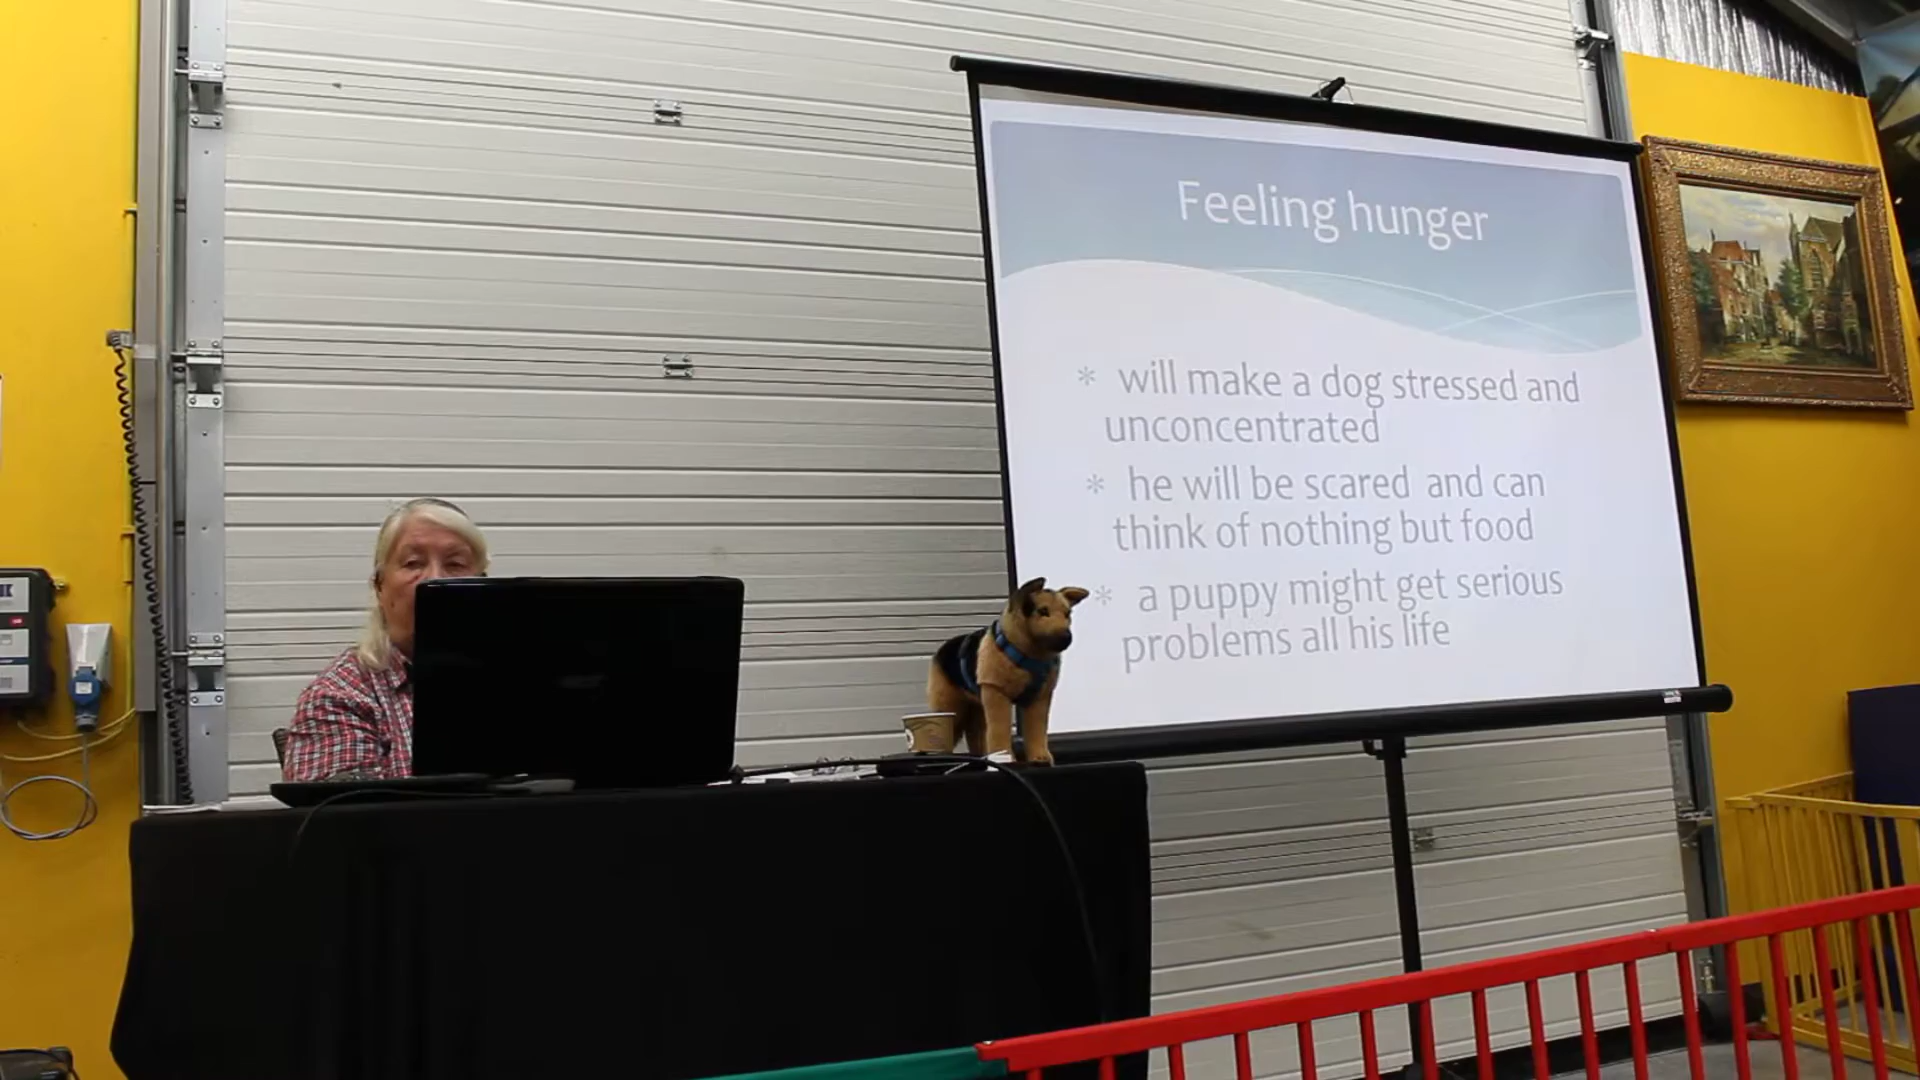 Feeling hunger
* will make a dog stressed and
unconcentrated
* he will be scared and can
think of nothing but food
* a puppy might get serious
problems all his life